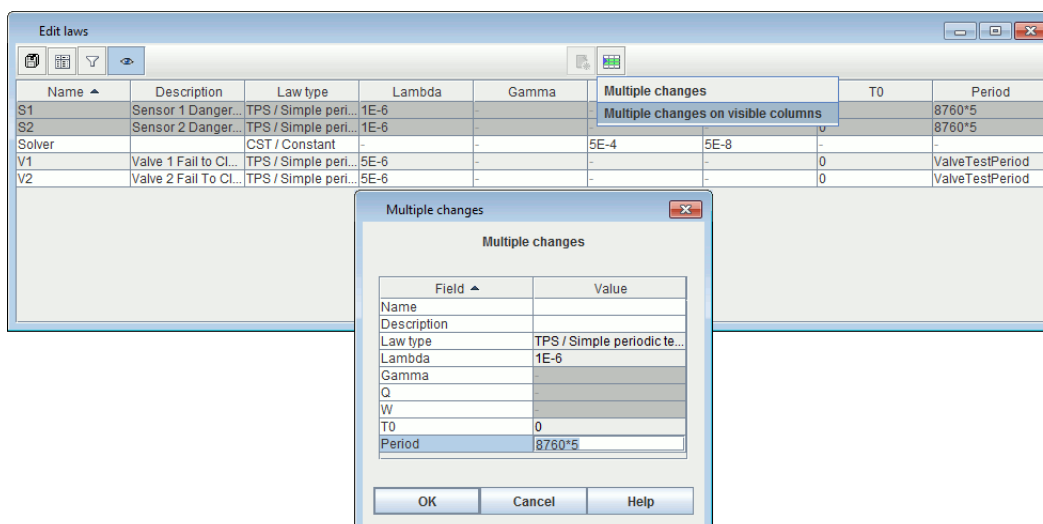 Edit laws
Name Description Law type Lambda Gamma T0 Period
Multiple changes
Multiple changes on visible columns
S1 Sensor 1 Danger... TPS / Simple peri... 1E-6 - 8760*5
S2 Sensor 2 Danger... TPS / Simple peri... 1E-6 - - - 0 8760*5
Solver CST / Constant - - 5E-4 5E-8 - -
V1 Valve 1 Fail to Cl... TPS / Simple peri... 5E-6 - - - 0 ValveTestPeriod
V2 Valve 2 Fail To Cl... TPS / Simple peri... 5E-6 - - - 0 ValveTestPeriod
Multiple changes
Multiple changes
Field Value
Name
Description
Law type TPS / Simple periodic te...
Lambda 1E-6
Gamma -
Q -
W -
T0 0
Period 8760*5
OK Cancel Help